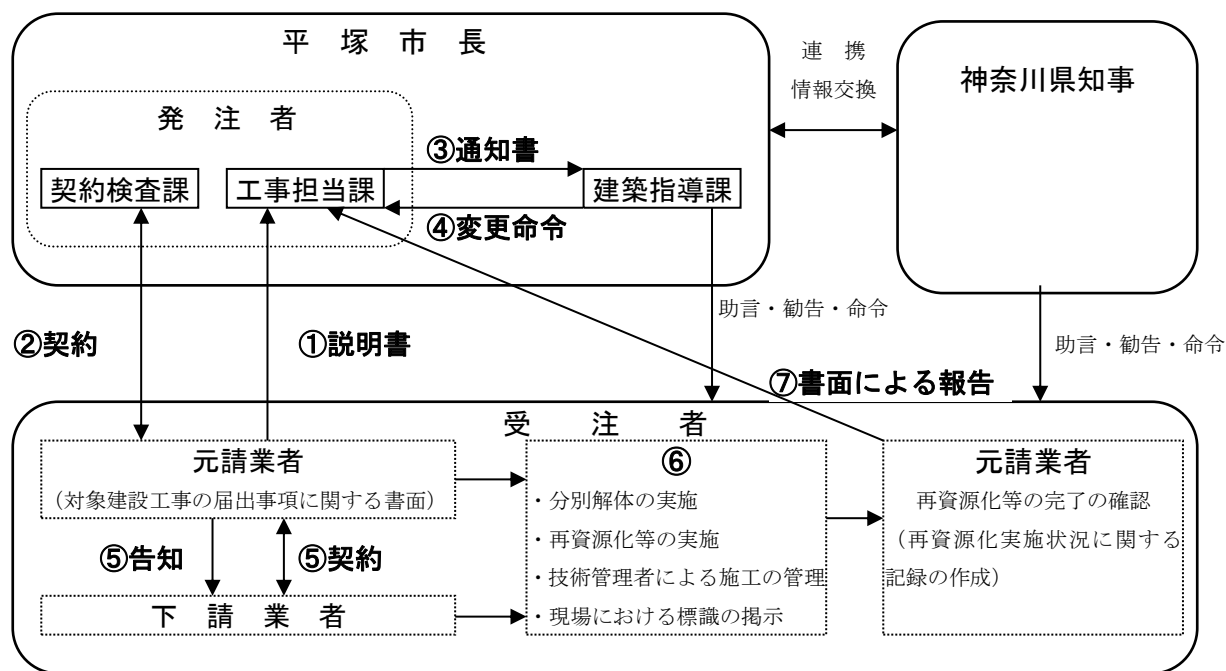 平　塚　市　長
連　携
情報交換
神奈川県知事
発　注　者
③通知書
契約検査課
工事担当課
建築指導課
④変更命令
助言・勧告・命令
②契約
①説明書
助言・勧告・命令
⑦書面による報告
受　注　者
元請業者
（対象建設工事の届出事項に関する書面）
⑤告知
⑤契約
下　請　業　者
⑥
・分別解体の実施
・再資源化等の実施
・技術管理者による施工の管理
・現場における標識の掲示
元請業者
再資源化等の完了の確認
（再資源化実施状況に関する
記録の作成）